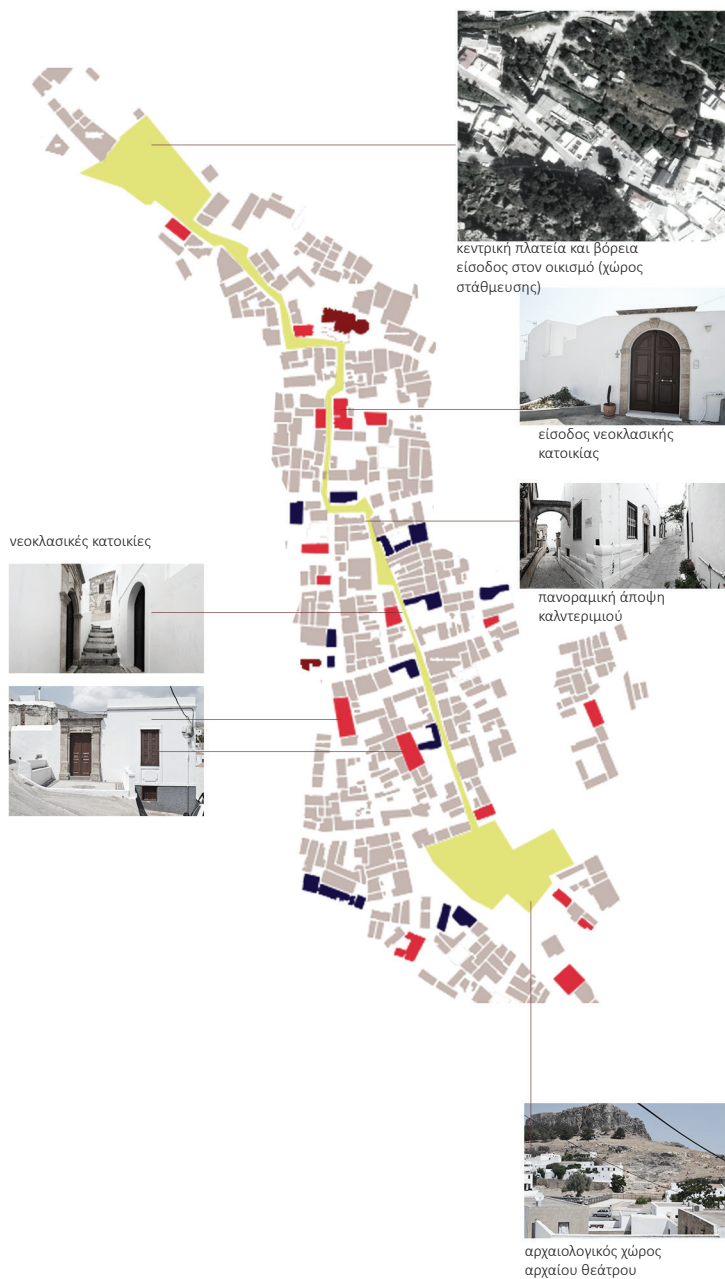 κεντρική πλατεία και βόρεια
είσοδος στον οικισμό (χώρος
στάθμευσης)
είσοδος νεοκλασικής
κατοικίας
νεοκλασικές κατοικίες
πανοραμική άποψη
καλντεριμιού
αρχαιολογικός χώρος
αρχαίου θεάτρου